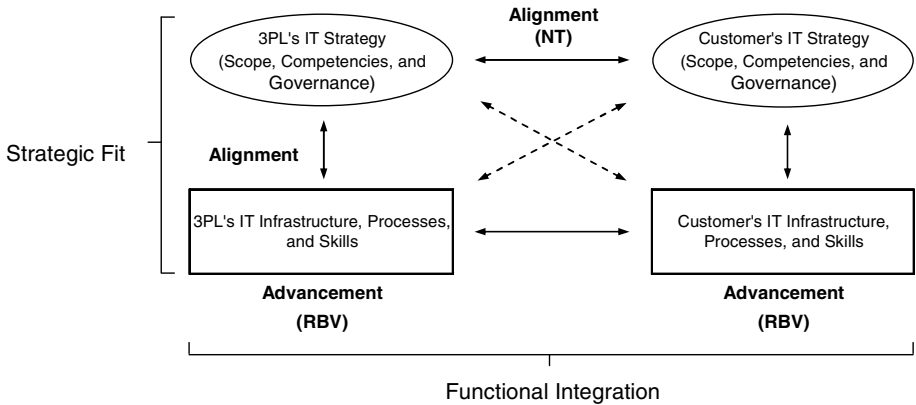 Alignment
(NT)
3PL's IT Strategy
(Scope, Competencies, and
Governance)
Customer's IT Strategy
(Scope, Competencies, and
Governance)
Strategic Fit
Alignment
3PL's IT Infrastructure, Processes,
and Skills
Customer's IT Infrastructure,
Processes, and Skills
Advancement
(RBV)
Advancement
(RBV)
Functional Integration